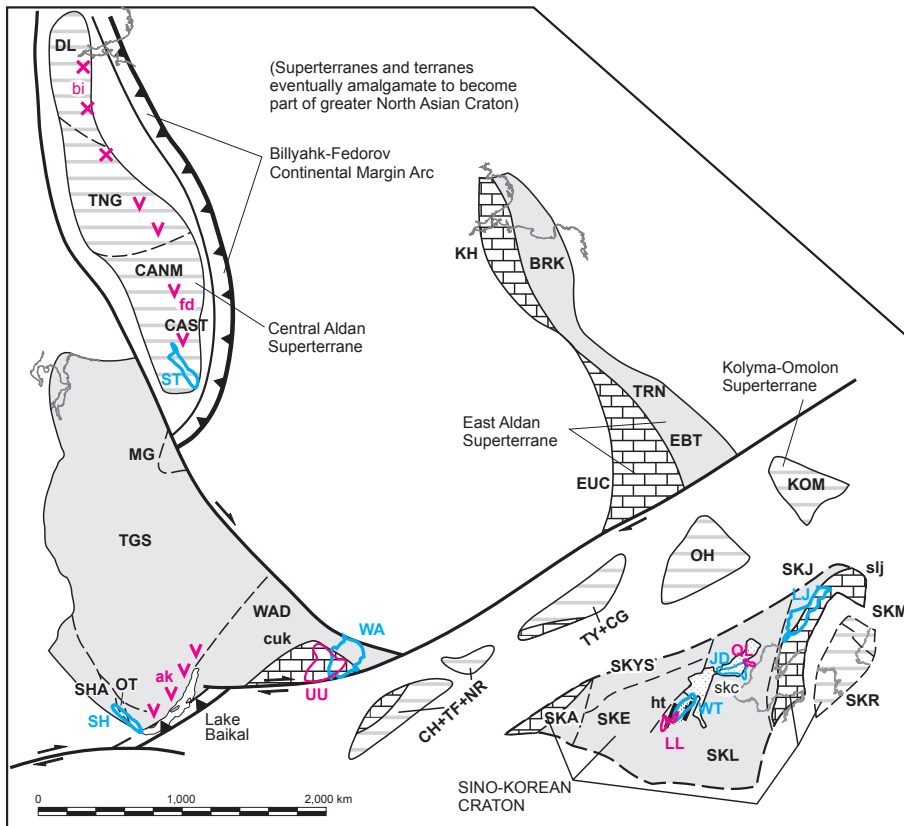 DL
(Superterranes and terranes
eventually amalgamate to become
part of greater North Asian Craton)
bi
Billyahk-Fedorov
Continental Margin Arc
TNG
KH
BRK
CANM
fd
CAST
Central Aldan
Superterrane
ST
Kolyma-Omolon
Superterrane
TRN
East Aldan
Superterrane
EBT
MG
EUC
KOM
TGS
OH
SKJ
slj
LJ
SKM
WAD
TY+CG
cuk
WA
QL
JD
SKYS
skc
ak
OT
SHA
UU
SH
Lake
Baikal
CH+TF+NR
SKA
SKE
ht
WT
SKR
LL
SKL
SINO-KOREAN
CRATON
0 1,000 2,000 km